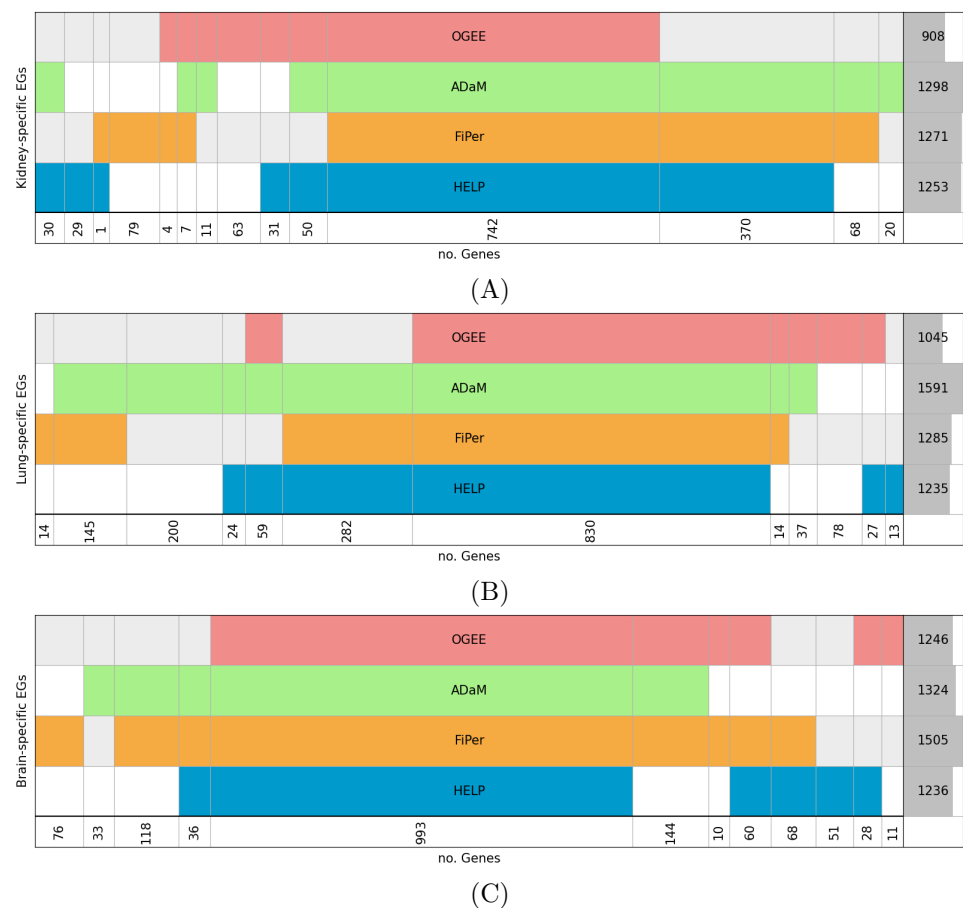 Kidney-specific EGs
OGEE 908
ADaM 1298
FiPer 1271
HELP 1253
30 29 1 79 4 7 11 63 31 50 742 370 68 20
no. Genes
(A)
Lung-specific EGs
OGEE 1045
ADaM 1591
FiPer 1285
HELP 1235
14 145 200 24 59 282 830 14 37 78 27 13
no. Genes
(B)
Brain-specific EGs
OGEE 1246
ADaM 1324
FiPer 1505
HELP 1236
76 33 118 36 993 144 10 60 68 51 28 11
no. Genes
(C)